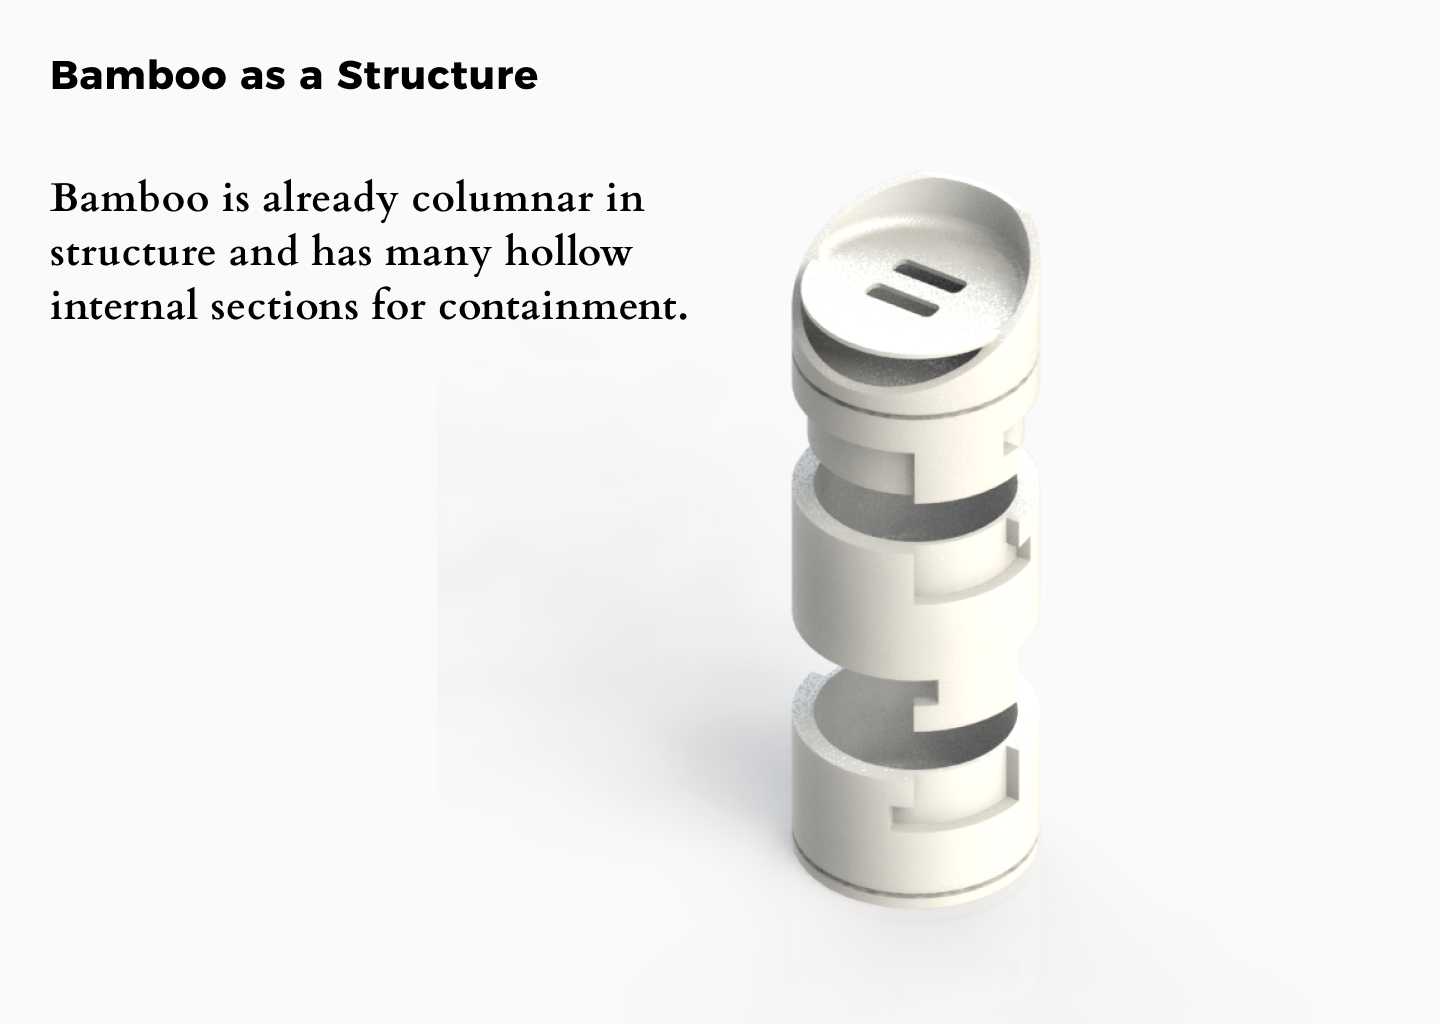 Bamboo as a Structure
Bamboo is already columnar in
structure and has many hollow
internal sections for containment.